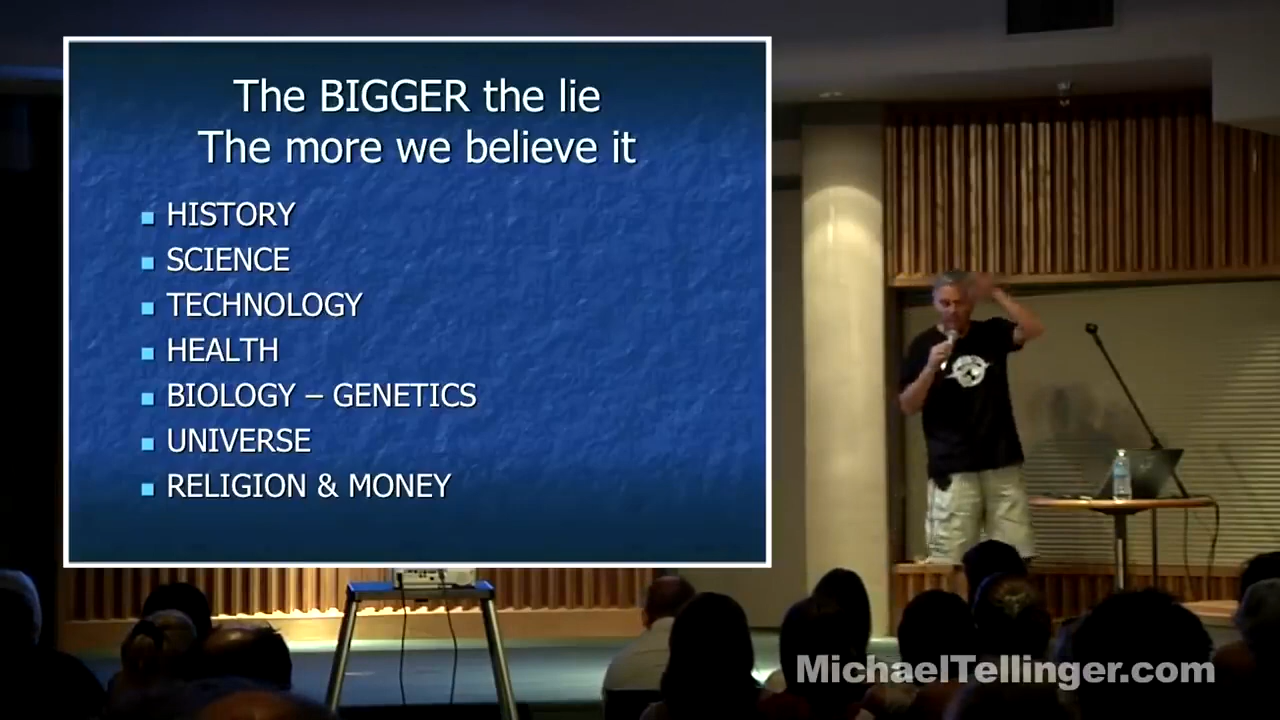 The BIGGER the lie
The more we believe it
HISTORY
SCIENCE
TECHNOLOGY
HEALTH
BIOLOGY – GENETICS
UNIVERSE
RELIGION & MONEY
MichaelTellinger.com